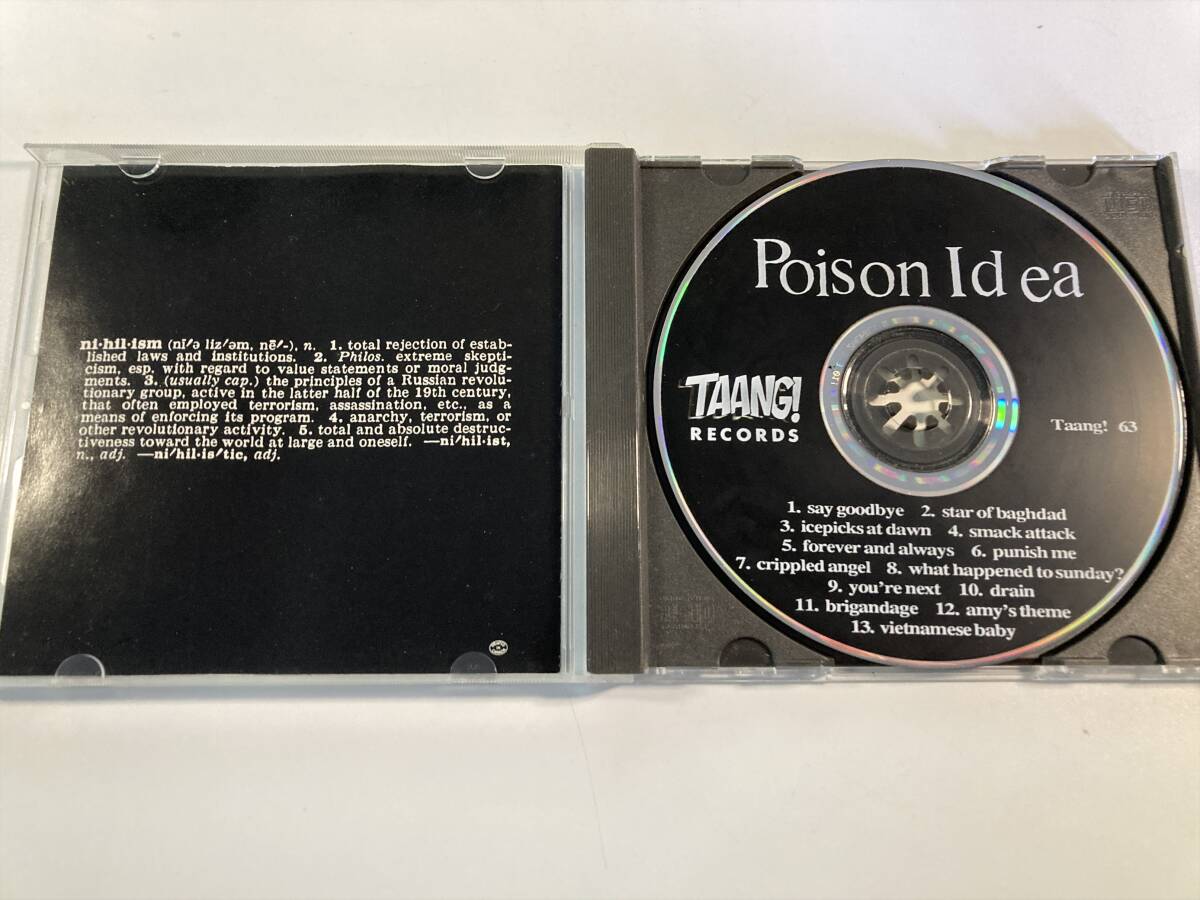 ni·hil·ism (nī′ə liz′əm, nē′-), n. 1. total rejection of estab-
lished laws and institutions. 2. Philos. extreme skepti-
cism, esp. with regard to value statements or moral judg-
ments. 3. (usually cap.) the principles of a Russian revolu-
tionary group, active in the latter half of the 19th century,
that often employed terrorism, assassination, etc., as a
means of enforcing its program. 4. anarchy, terrorism, or
other revolutionary activity. 5. total and absolute destruc-
tiveness toward the world at large and oneself. —ni′hil·ist,
n., adj. —ni′hil·is′tic, adj.
Poison Id ea
TAANG!
RECORDS
Taang! 63
1. say goodbye 2. star of baghdad
3. icepicks at dawn 4. smack attack
5. forever and always 6. punish me
7. crippled angel 8. what happened to sunday?
9. you're next 10. drain
11. brigandage 12. amy's theme
13. vietnamese baby